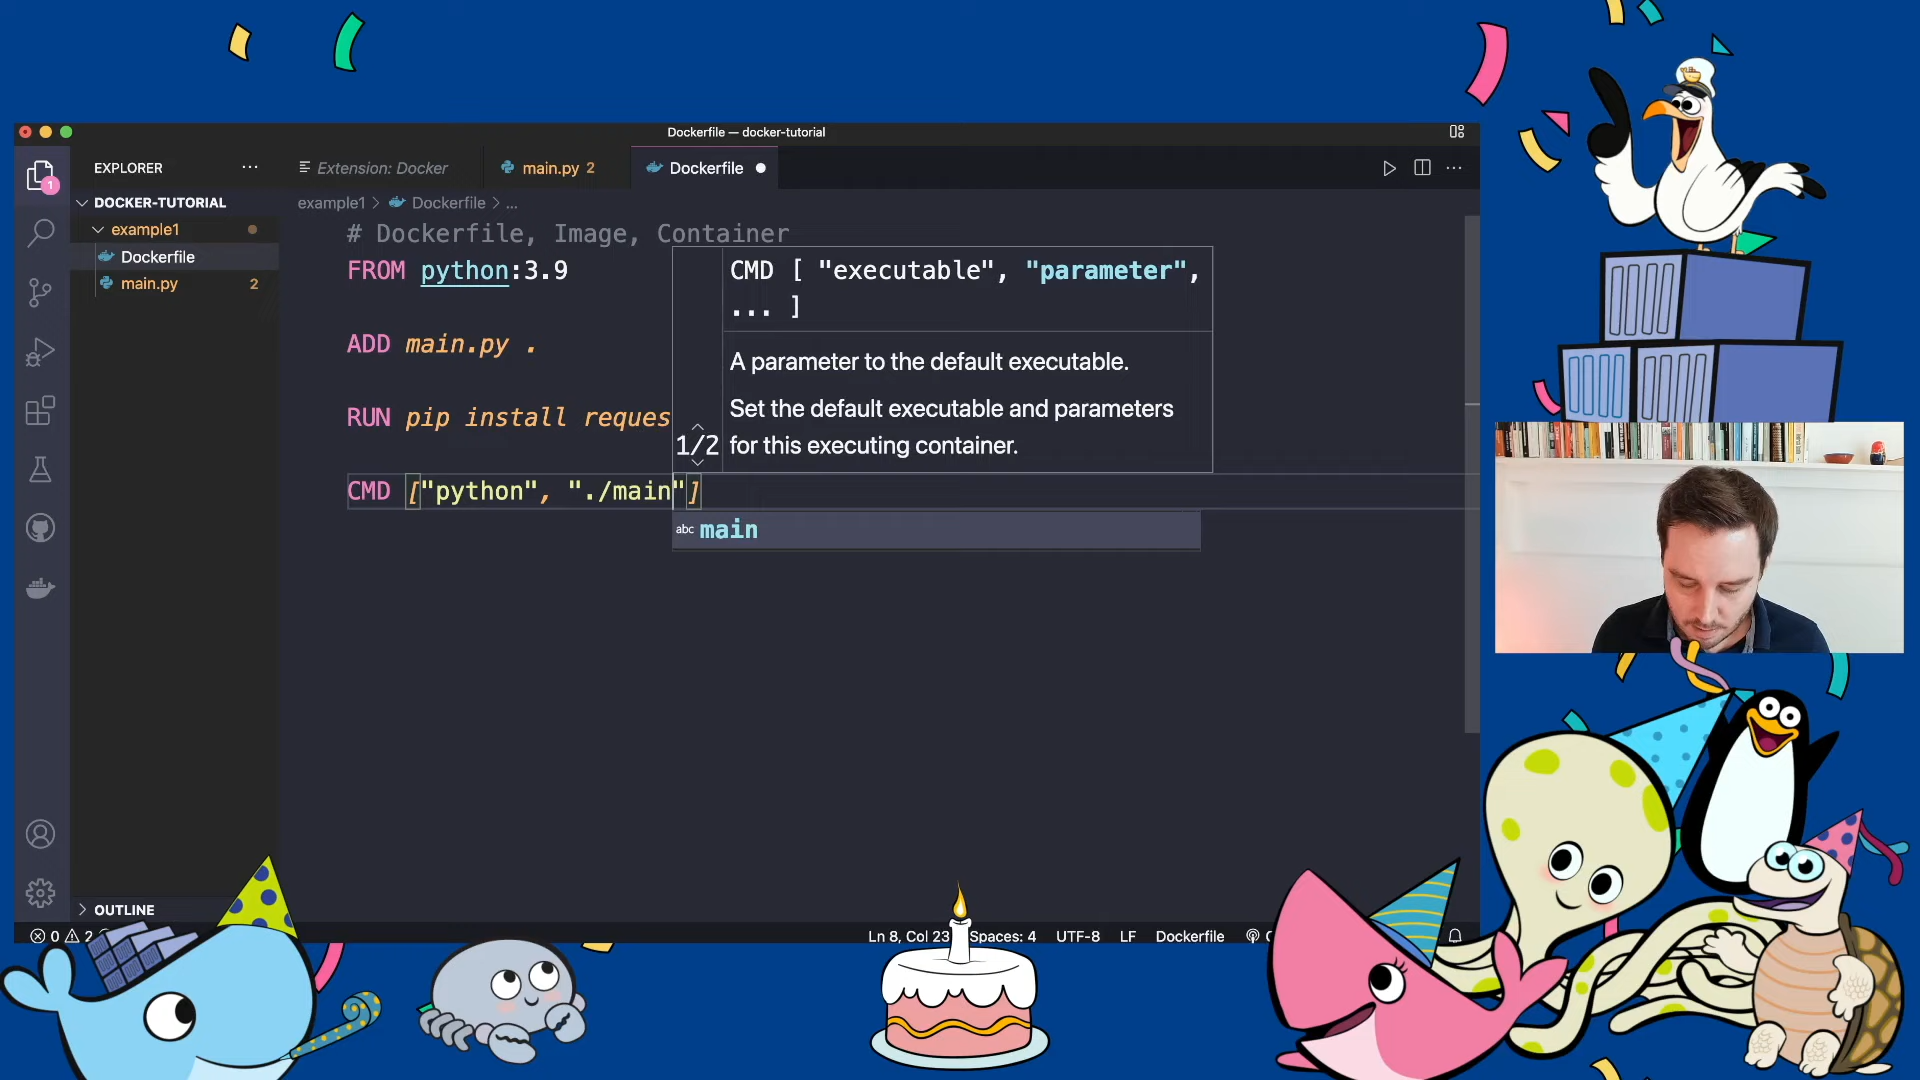 Dockerfile — docker-tutorial
EXPLORER
Extension: Docker
main.py 2
Dockerfile
1
DOCKER-TUTORIAL
example1 > Dockerfile > ...
example1
Dockerfile
main.py 2
# Dockerfile, Image, Container
FROM python:3.9
ADD main.py .
RUN pip install reques
CMD ["python", "./main"]
CMD [ "executable", "parameter",
... ]
A parameter to the default executable.
Set the default executable and parameters
1/2
for this executing container.
abc main
OUTLINE
0 2
Ln 8, Col 23 Spaces: 4 UTF-8 LF Dockerfile